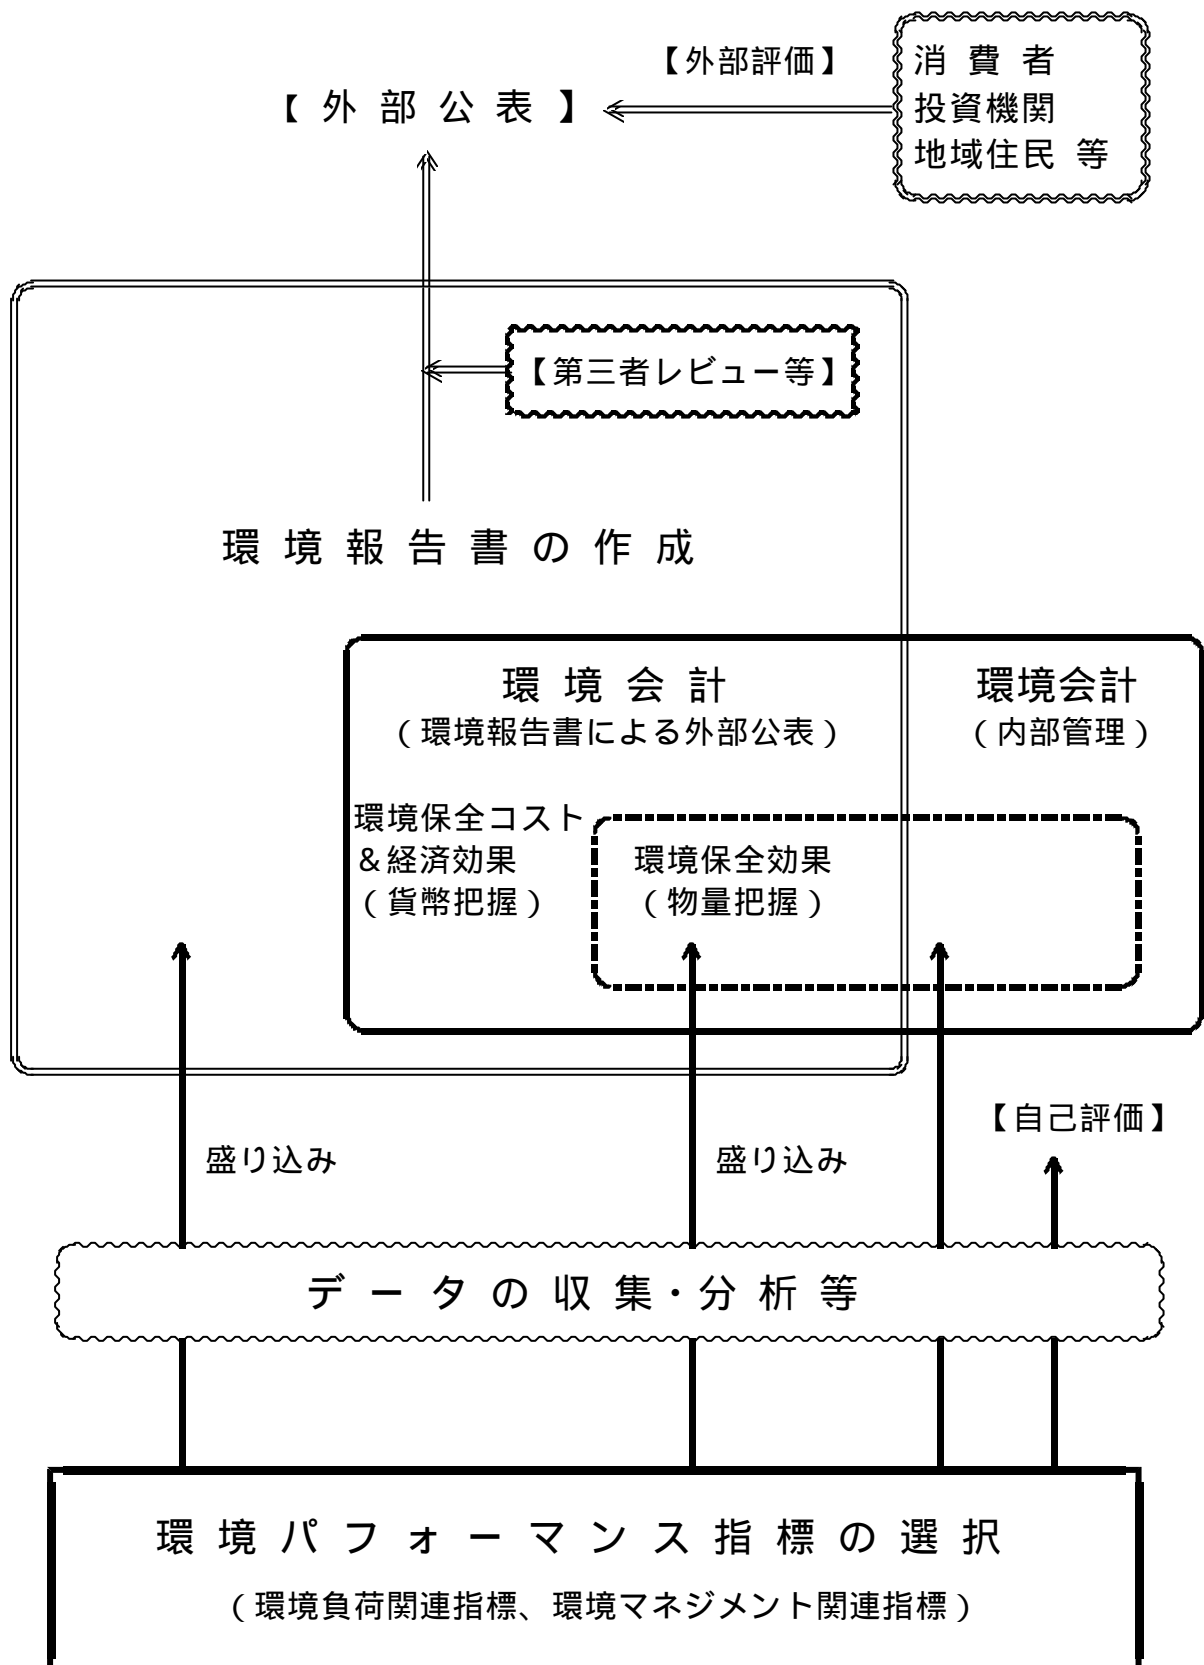 【外部評価】
消 費 者
投資機関
地域住民 等
【 外 部 公 表 】
【第三者レビュー等】
環 境 報 告 書 の 作 成
環 境 会 計
（環境報告書による外部公表）
環境会計
（内部管理）
環境保全コスト
＆経済効果
（貨幣把握）
環境保全効果
（物量把握）
【自己評価】
盛り込み
盛り込み
デ ー タ の 収 集・分 析 等
環 境 パ フ ォ ー マ ン ス 指 標 の 選 択
（環境負荷関連指標、環境マネジメント関連指標）